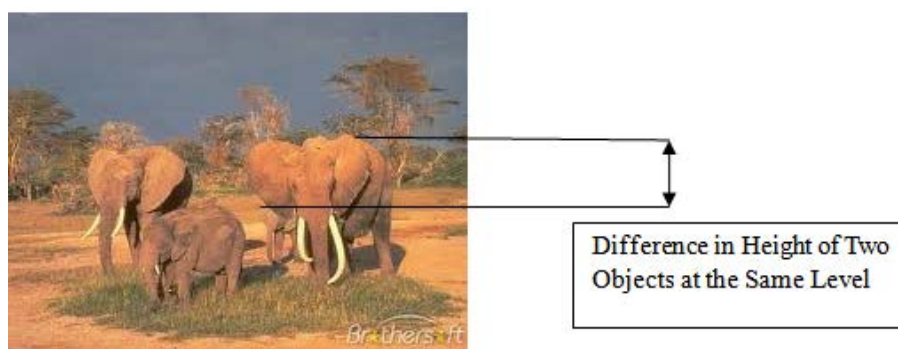 Brothersoft
Difference in Height of Two
Objects at the Same Level